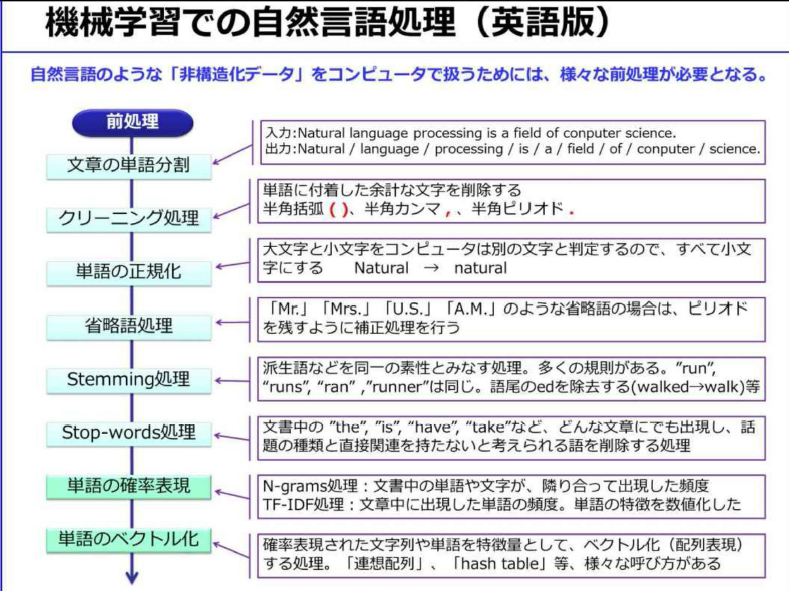 機械学習での自然言語処理（英語版）
自然言語のような「非構造化データ」をコンピュータで扱うためには、様々な前処理が必要となる。
前処理
文章の単語分割
入力:Natural language processing is a field of conputer science.
出力:Natural / language / processing / is / a / field / of / conputer / science.
クリーニング処理
単語に付着した余計な文字を削除する
半角括弧 ( )、半角カンマ , 、半角ピリオド .
単語の正規化
大文字と小文字をコンピュータは別の文字と判定するので、すべて小文
字にする　　Natural　→　natural
省略語処理
「Mr.」「Mrs.」「U.S.」「A.M.」のような省略語の場合は、ピリオド
を残すように補正処理を行う
Stemming処理
派生語などを同一の素性とみなす処理。多くの規則がある。”run”,
“runs”, “ran” ,”runner”は同じ。語尾のedを除去する(walked→walk)等
Stop-words処理
文書中の ”the”, ”is”, “have”, “take”など、どんな文章にでも出現し、話
題の種類と直接関連を持たないと考えられる語を削除する処理
単語の確率表現
N-grams処理：文書中の単語や文字が、隣り合って出現した頻度
TF-IDF処理：文章中に出現した単語の頻度。単語の特徴を数値化した
単語のベクトル化
確率表現された文字列や単語を特徴量として、ベクトル化（配列表現）
する処理。「連想配列」、「hash table」等、様々な呼び方がある